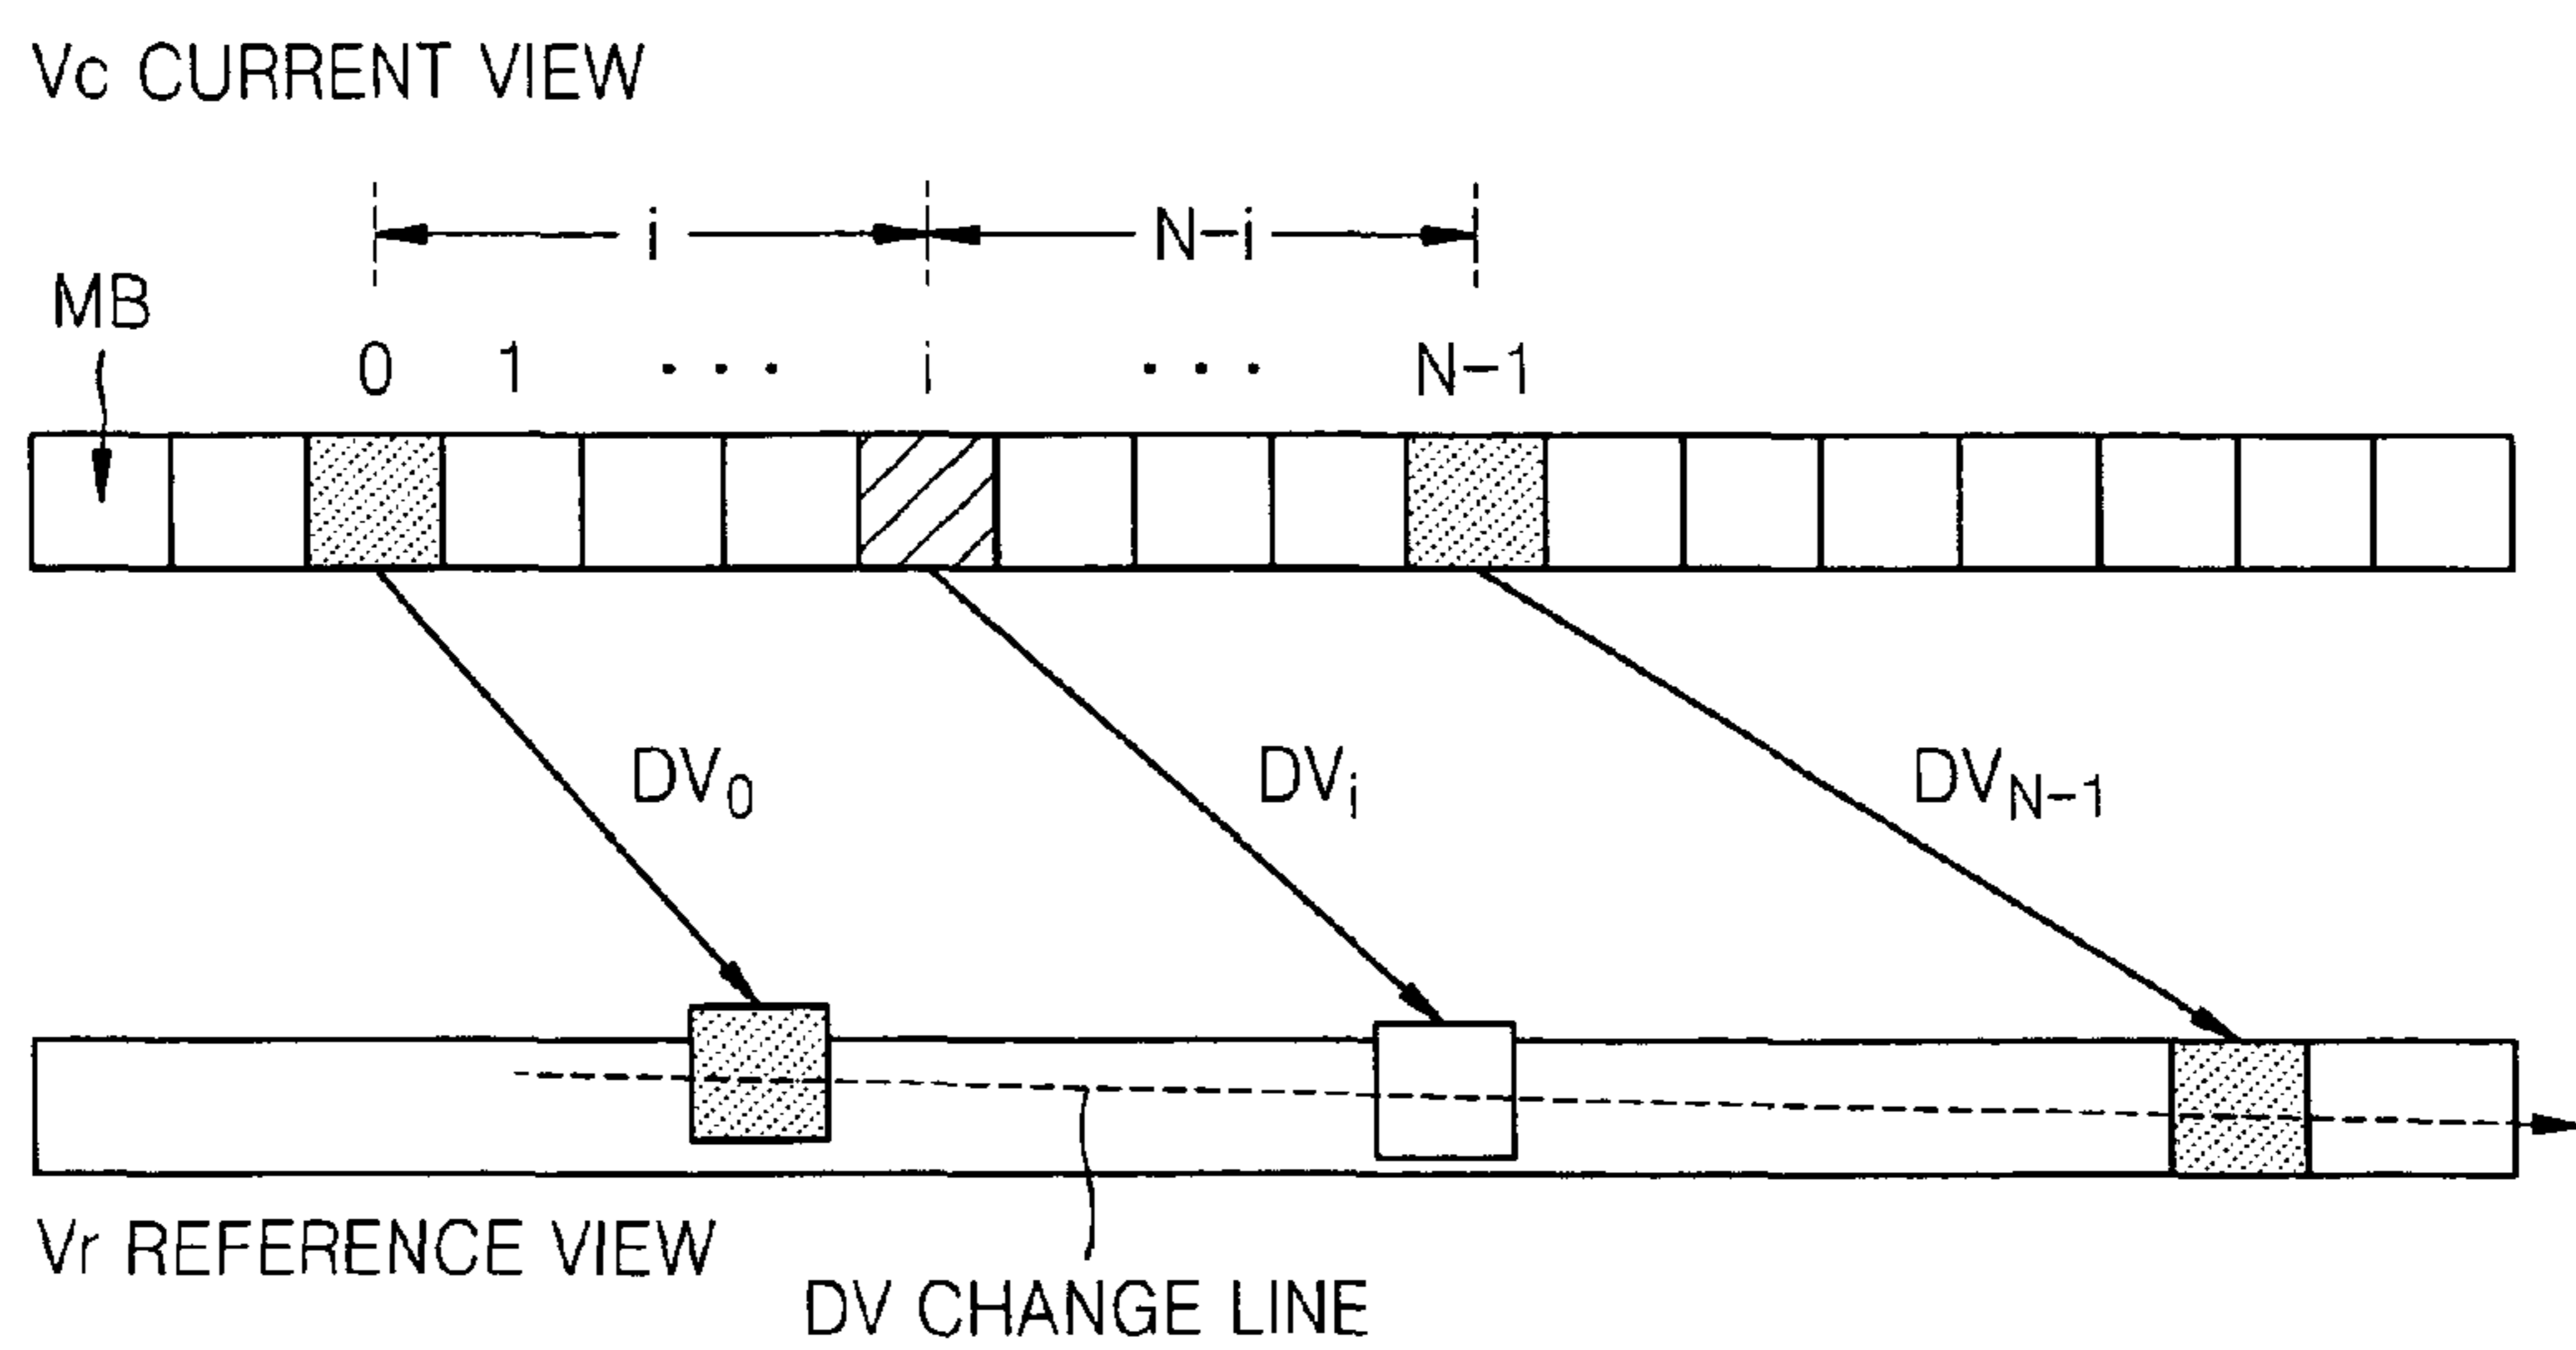 Vc CURRENT VIEW
i N-i
MB
0 1 ... i ... N-1
DV0 DVi DVN-1
Vr REFERENCE VIEW
DV CHANGE LINE